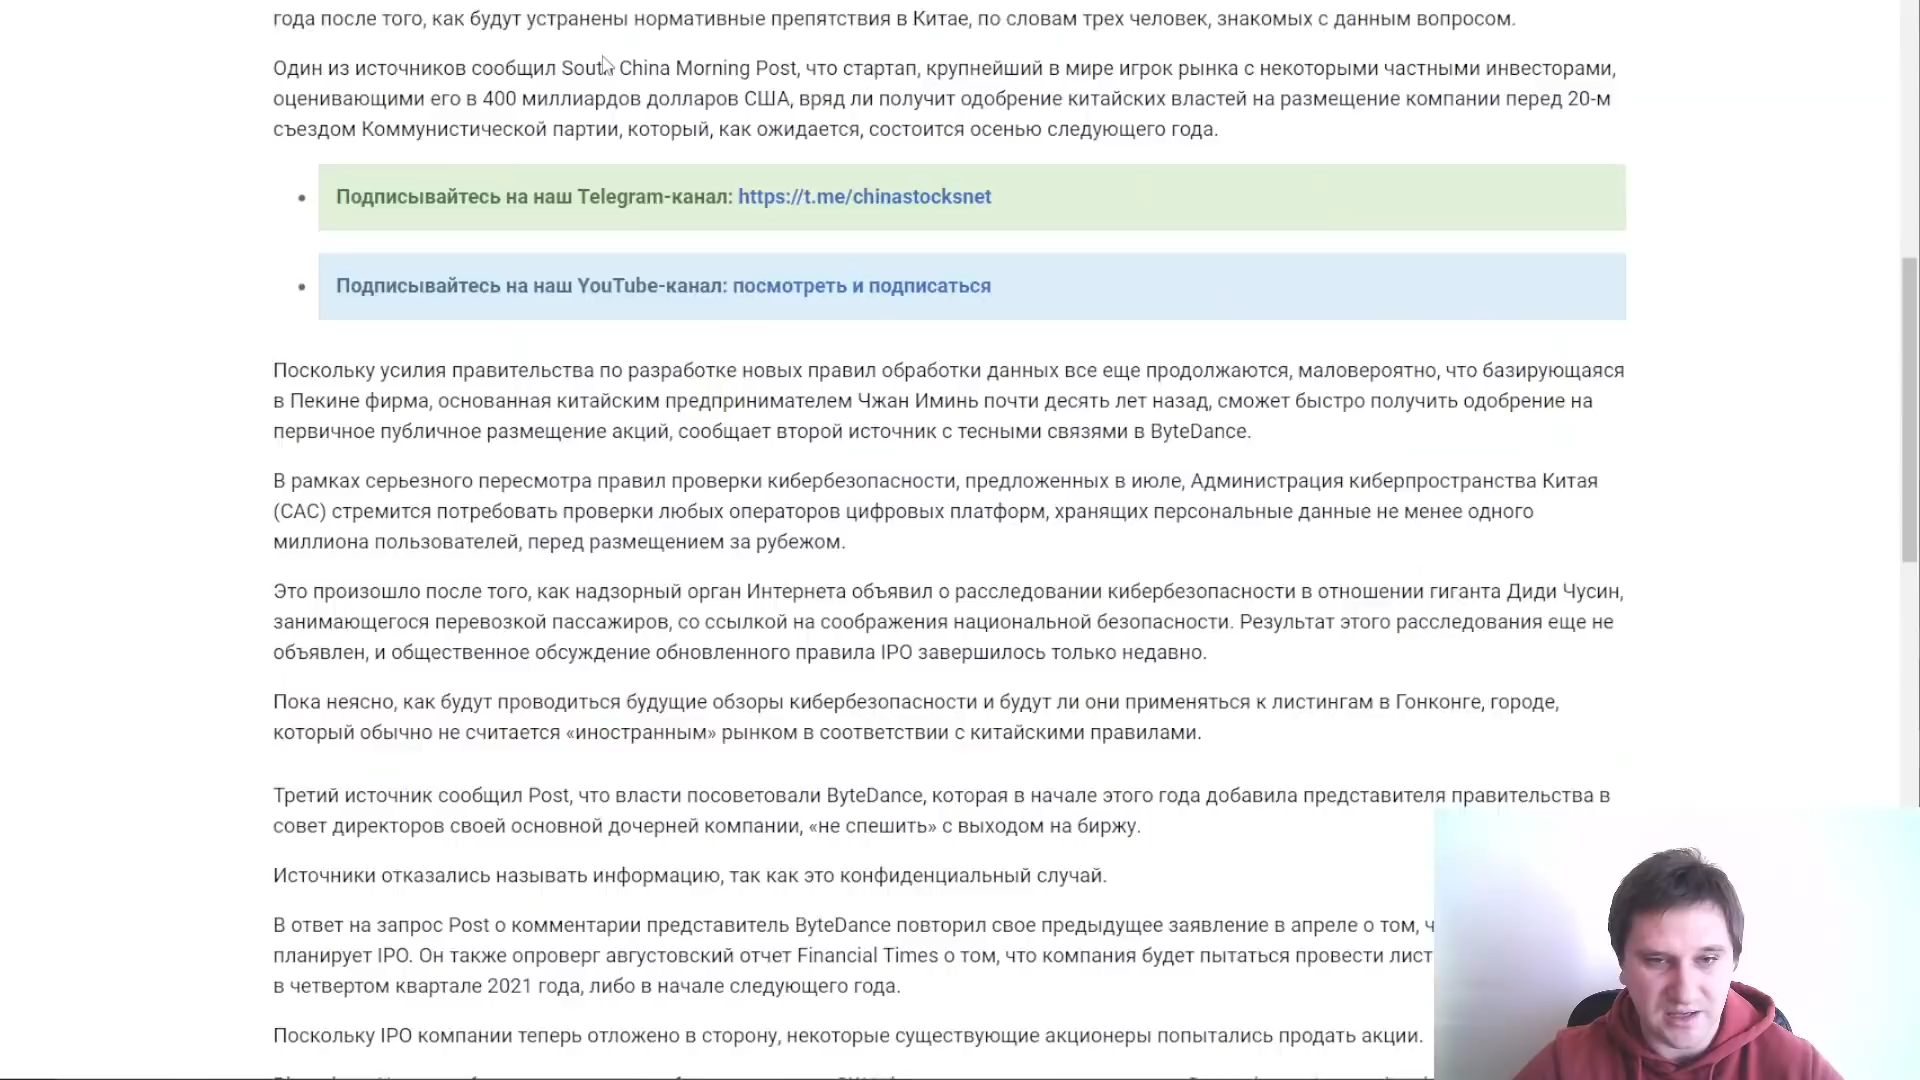 года после того, как будут устранены нормативные препятствия в Китае, по словам трех человек, знакомых с данным вопросом.
Один из источников сообщил South China Morning Post, что стартап, крупнейший в мире игрок рынка с некоторыми частными инвесторами,
оценивающими его в 400 миллиардов долларов США, вряд ли получит одобрение китайских властей на размещение компании перед 20-м
съездом Коммунистической партии, который, как ожидается, состоится осенью следующего года.
• Подписывайтесь на наш Telegram-канал: https://t.me/chinastocksnet
• Подписывайтесь на наш YouTube-канал: посмотреть и подписаться
Поскольку усилия правительства по разработке новых правил обработки данных все еще продолжаются, маловероятно, что базирующаяся
в Пекине фирма, основанная китайским предпринимателем Чжан Иминь почти десять лет назад, сможет быстро получить одобрение на
первичное публичное размещение акций, сообщает второй источник с тесными связями в ByteDance.
В рамках серьезного пересмотра правил проверки кибербезопасности, предложенных в июле, Администрация киберпространства Китая
(CAC) стремится потребовать проверки любых операторов цифровых платформ, хранящих персональные данные не менее одного
миллиона пользователей, перед размещением за рубежом.
Это произошло после того, как надзорный орган Интернета объявил о расследовании кибербезопасности в отношении гиганта Диди Чусин,
занимающегося перевозкой пассажиров, со ссылкой на соображения национальной безопасности. Результат этого расследования еще не
объявлен, и общественное обсуждение обновленного правила IPO завершилось только недавно.
Пока неясно, как будут проводиться будущие обзоры кибербезопасности и будут ли они применяться к листингам в Гонконге, городе,
который обычно не считается «иностранным» рынком в соответствии с китайскими правилами.
Третий источник сообщил Post, что власти посоветовали ByteDance, которая в начале этого года добавила представителя правительства в
совет директоров своей основной дочерней компании, «не спешить» с выходом на биржу.
Источники отказались называть информацию, так как это конфиденциальный случай.
В ответ на запрос Post о комментарии представитель ByteDance повторил свое предыдущее заявление в апреле о том, ч
планирует IPO. Он также опроверг августовский отчет Financial Times о том, что компания будет пытаться провести лист
в четвертом квартале 2021 года, либо в начале следующего года.
Поскольку IPO компании теперь отложено в сторону, некоторые существующие акционеры попытались продать акции.